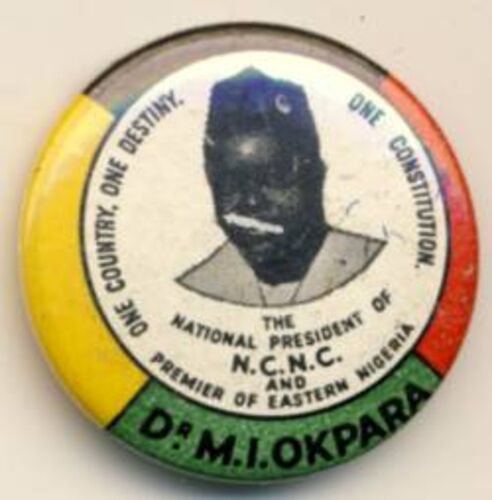 ONE COUNTRY, ONE DESTINY.
ONE CONSTITUTION.
THE
NATIONAL PRESIDENT OF
N.C.N.C.
AND
PREMIER OF EASTERN NIGERIA
DR M.I.OKPARA